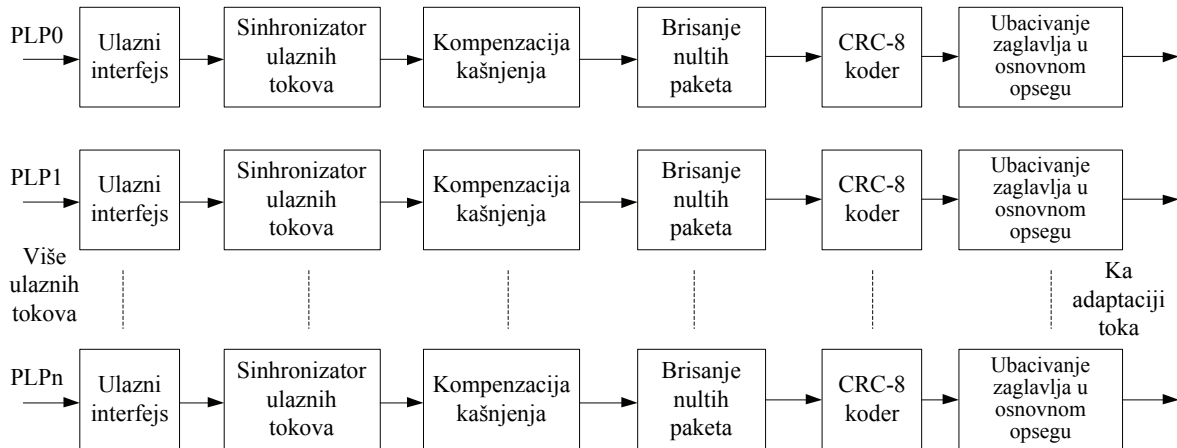 PLP0
Ulazni
interfejs
Sinhronizator
ulaznih
tokova
Kompenzacija
kašnjenja
Brisanje
nultih
paketa
CRC-8
koder
Ubacivanje
zaglavlja u
osnovnom
opsegu
PLP1
Ulazni
interfejs
Sinhronizator
ulaznih
tokova
Kompenzacija
kašnjenja
Brisanje
nultih
paketa
CRC-8
koder
Ubacivanje
zaglavlja u
osnovnom
opsegu
Više
ulaznih
tokova
Ka
adaptaciji
toka
PLPn
Ulazni
interfejs
Sinhronizator
ulaznih
tokova
Kompenzacija
kašnjenja
Brisanje
nultih
paketa
CRC-8
koder
Ubacivanje
zaglavlja u
osnovnom
opsegu